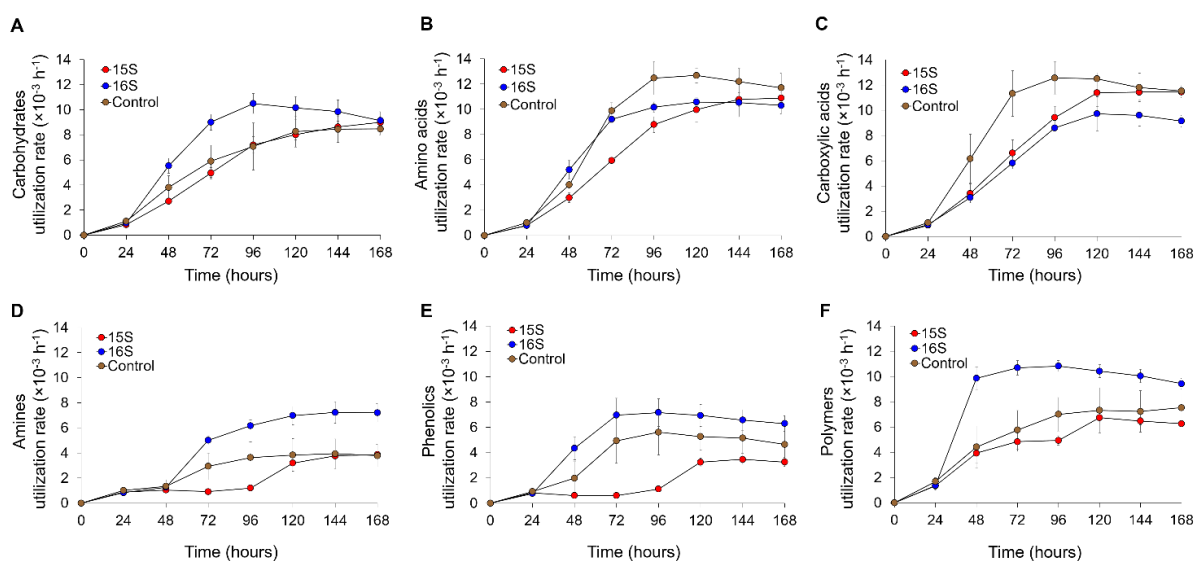 A
Carbohydrates
utilization rate (×10⁻³ h⁻¹)
14
12
10
8
6
4
2
0
15S
16S
Control
0 24 48 72 96 120 144 168
Time (hours)
B
Amino acids
utilization rate (×10⁻³ h⁻¹)
14
12
10
8
6
4
2
0
15S
16S
Control
0 24 48 72 96 120 144 168
Time (hours)
C
Carboxylic acids
utilization rate (×10⁻³ h⁻¹)
14
12
10
8
6
4
2
0
15S
16S
Control
0 24 48 72 96 120 144 168
Time (hours)
D
Amines
utilization rate (×10⁻³ h⁻¹)
14
12
10
8
6
4
2
0
15S
16S
Control
0 24 48 72 96 120 144 168
Time (hours)
E
Phenolics
utilization rate (×10⁻³ h⁻¹)
14
12
10
8
6
4
2
0
15S
16S
Control
0 24 48 72 96 120 144 168
Time (hours)
F
Polymers
utilization rate (×10⁻³ h⁻¹)
14
12
10
8
6
4
2
0
15S
16S
Control
0 24 48 72 96 120 144 168
Time (hours)